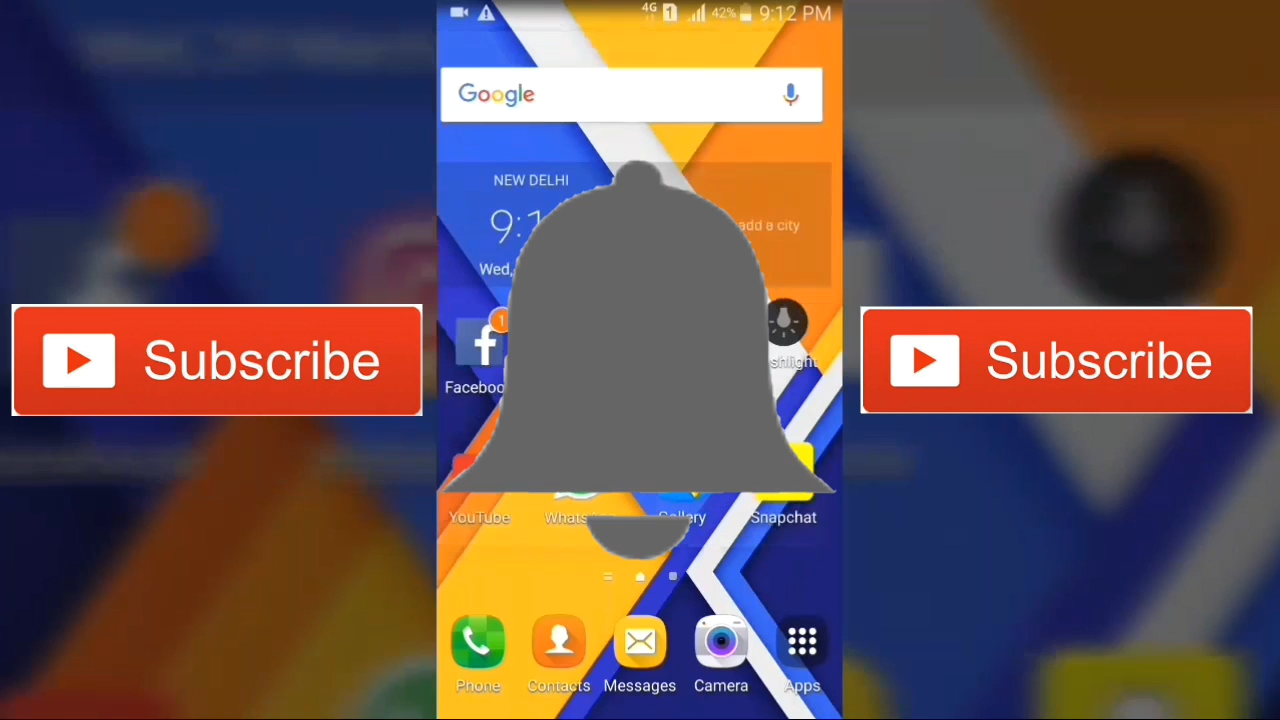 4G 1 42% 9:12 PM
Google
NEW DELHI
9:1
add a city
Wed,
1
shlight
Faceboo
Subscribe
Subscribe
YouTube Whats Gallery Snapchat
Phone Contacts Messages Camera Apps